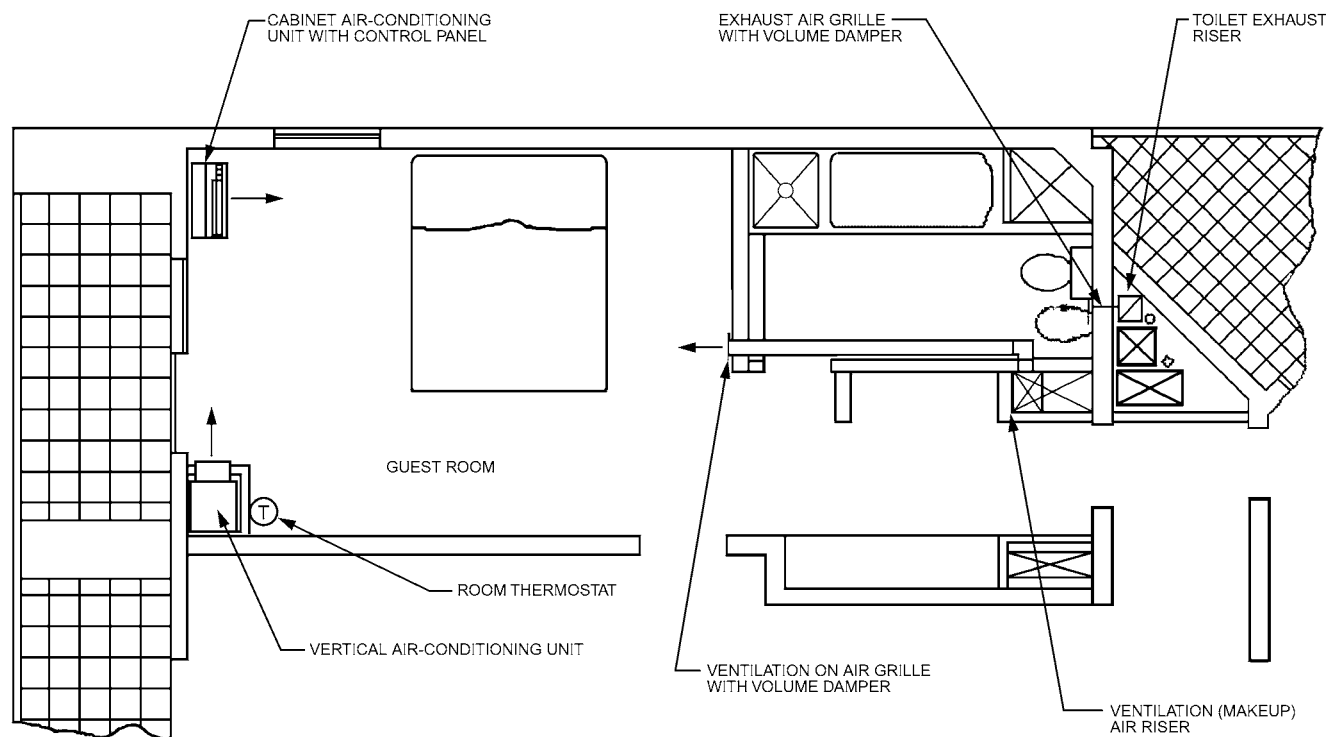 CABINET AIR-CONDITIONING
UNIT WITH CONTROL PANEL
EXHAUST AIR GRILLE
WITH VOLUME DAMPER
TOILET EXHAUST
RISER
GUEST ROOM
T
ROOM THERMOSTAT
VERTICAL AIR-CONDITIONING UNIT
VENTILATION ON AIR GRILLE
WITH VOLUME DAMPER
VENTILATION (MAKEUP)
AIR RISER